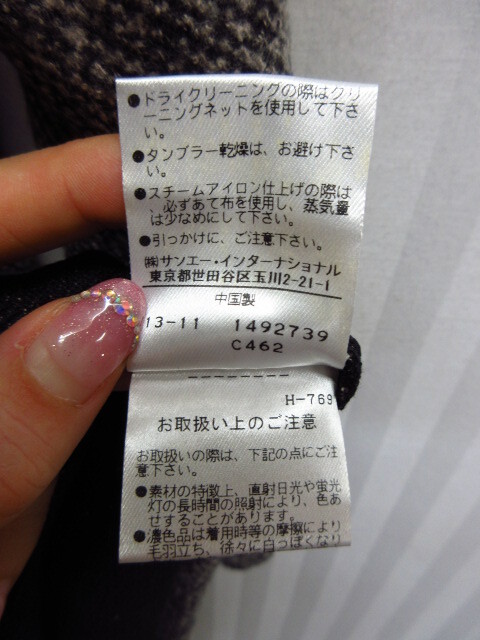 ●ドライクリーニングの際はクリ
ーニングネットを使用して下さ
い。
●タンブラー乾燥は、お避け下さ
い。
●スチームアイロン仕上げの際は
必ずあて布を使用し、蒸気量
は少なめにして下さい。
●引っかけに、ご注意下さい。
㈱サンエー・インターナショナル
東京都世田谷区玉川2-21-1
中国製
13-11 1492739
C462
H-769
お取扱い上のご注意
お取扱いの際は、下記の点にご注
意下さい。
●素材の特徴上、直射日光や蛍光
灯の長時間の照射により、色あ
せすることがあります。
●濃色品は着用時等の摩擦により
毛羽立ち、徐々に白っぽくなり